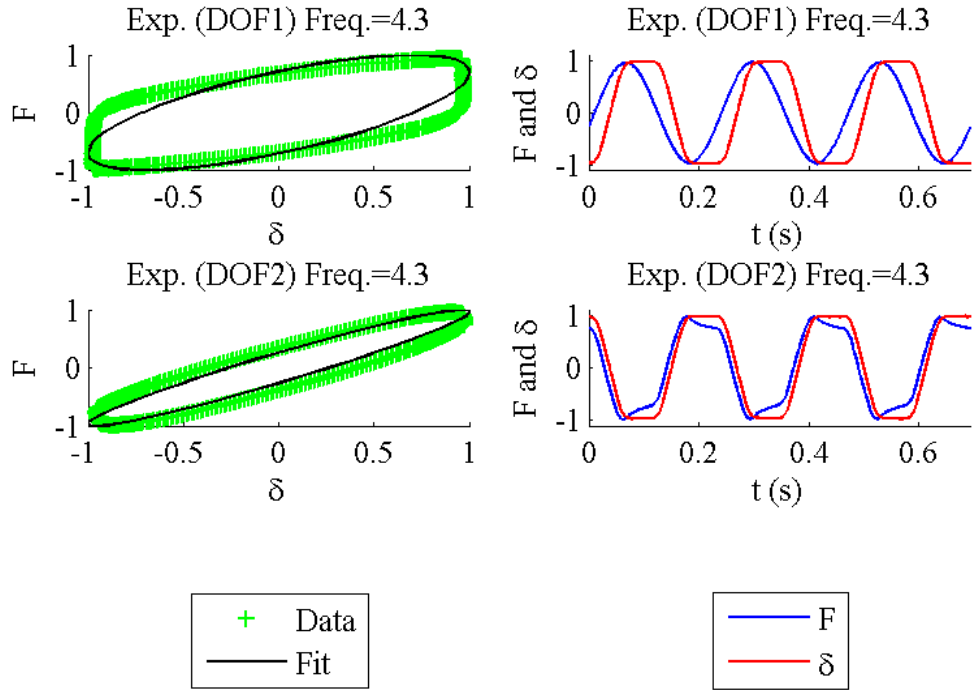 Exp. (DOF1) Freq.=4.3
F
1
0
-1
-1 -0.5 0 0.5 1
δ
Exp. (DOF1) Freq.=4.3
F and δ
1
0
-1
0 0.2 0.4 0.6
t (s)
Exp. (DOF2) Freq.=4.3
F
1
0
-1
-1 -0.5 0 0.5 1
δ
Exp. (DOF2) Freq.=4.3
F and δ
1
0
-1
0 0.2 0.4 0.6
t (s)
Data
Fit
F
δ